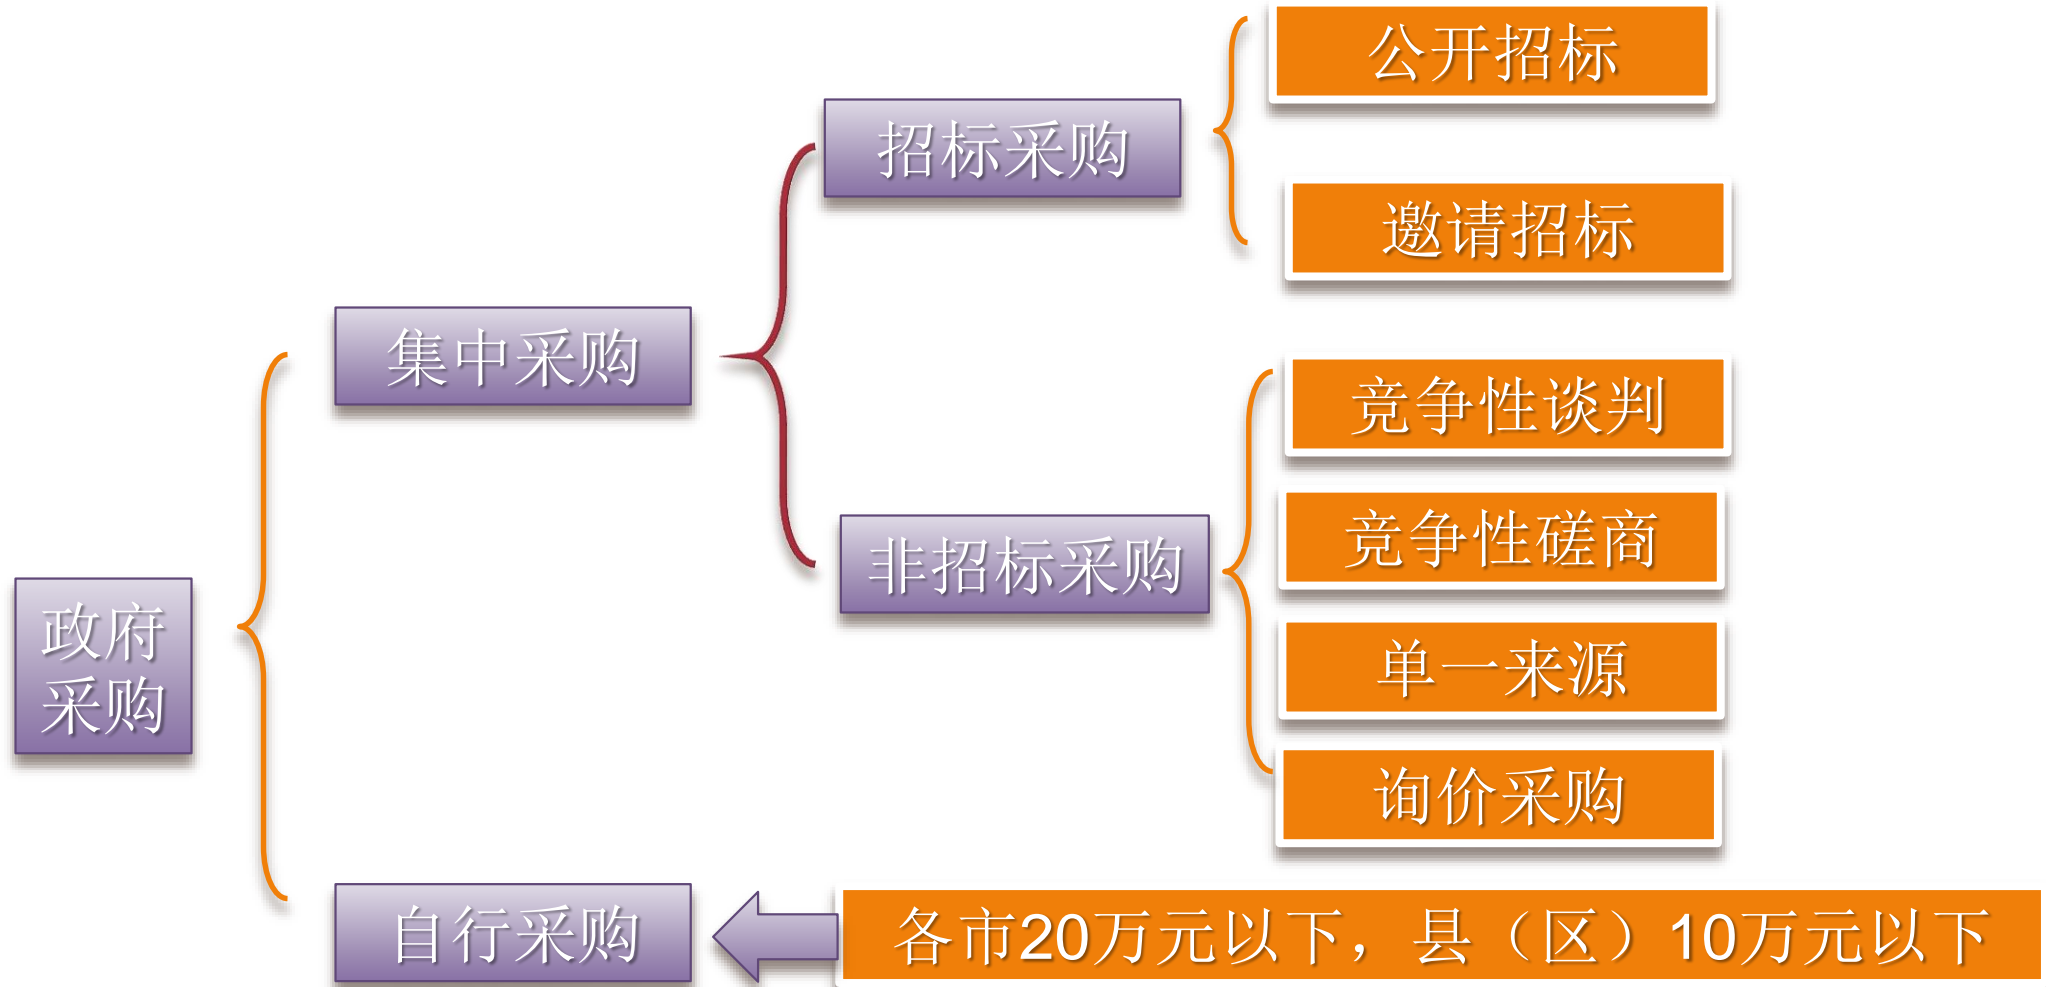 公开招标
招标采购
邀请招标
集中采购
竞争性谈判
竞争性磋商
非招标采购
政府
采购
单一来源
询价采购
自行采购
各市20万元以下，县（区）10万元以下